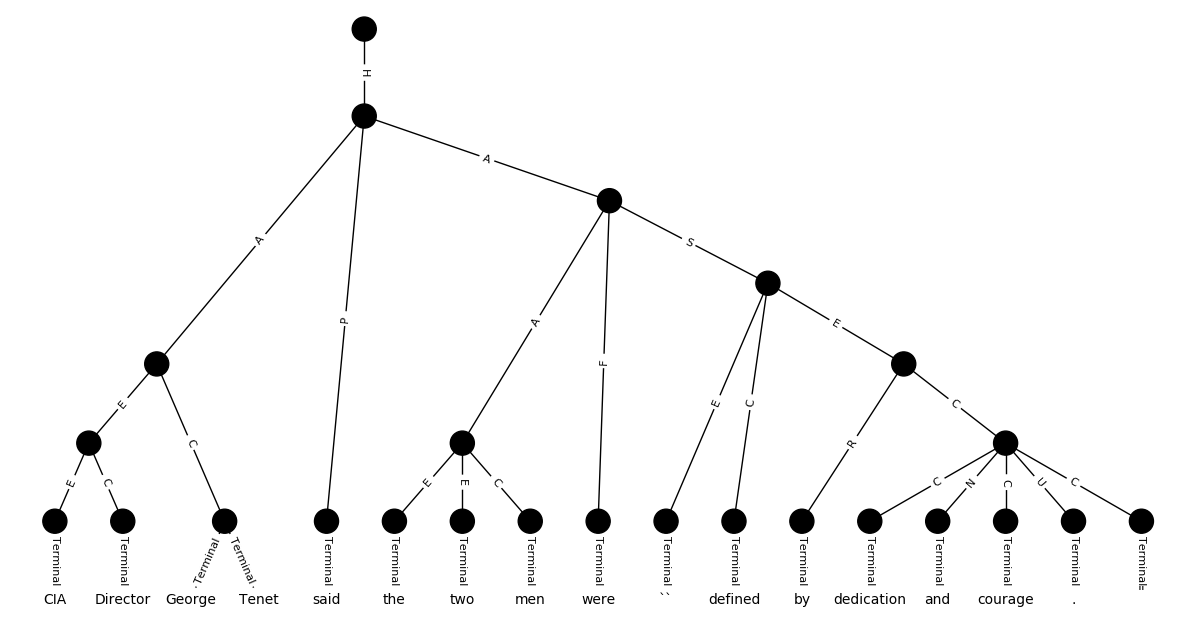 H
A
A
S
P
A
E
E
C
F
E
C
C
R
E
C
E
E
C
C
N
C
U
C
Terminal Terminal Terminal Terminal Terminal Terminal Terminal Terminal Terminal Terminal Terminal Terminal Terminal Terminal Terminal Terminal Terminal
CIA Director George Tenet said the two men were `` defined by dedication and courage .